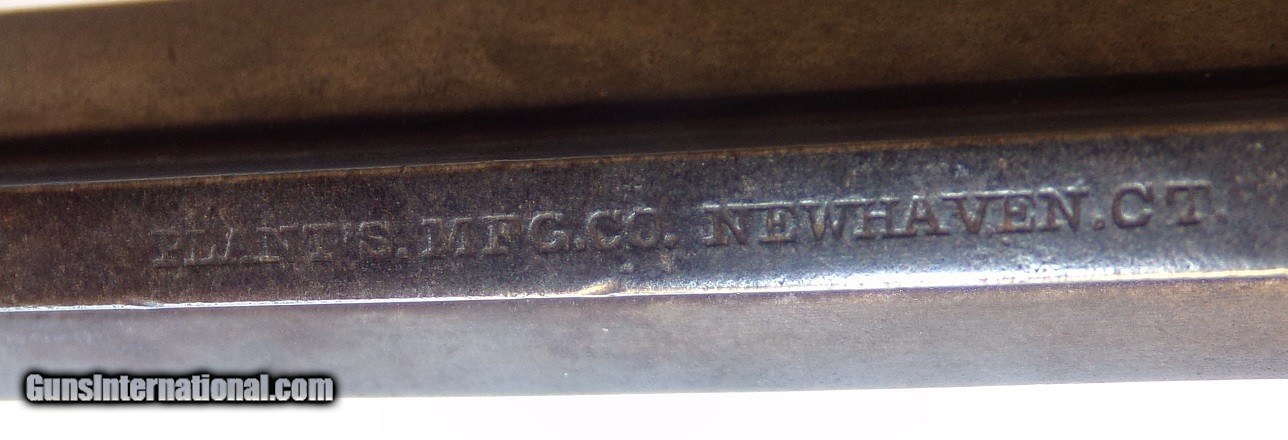 PLANT'S.MFG.CO. NEWHAVEN.CT.
GunsInternational.com